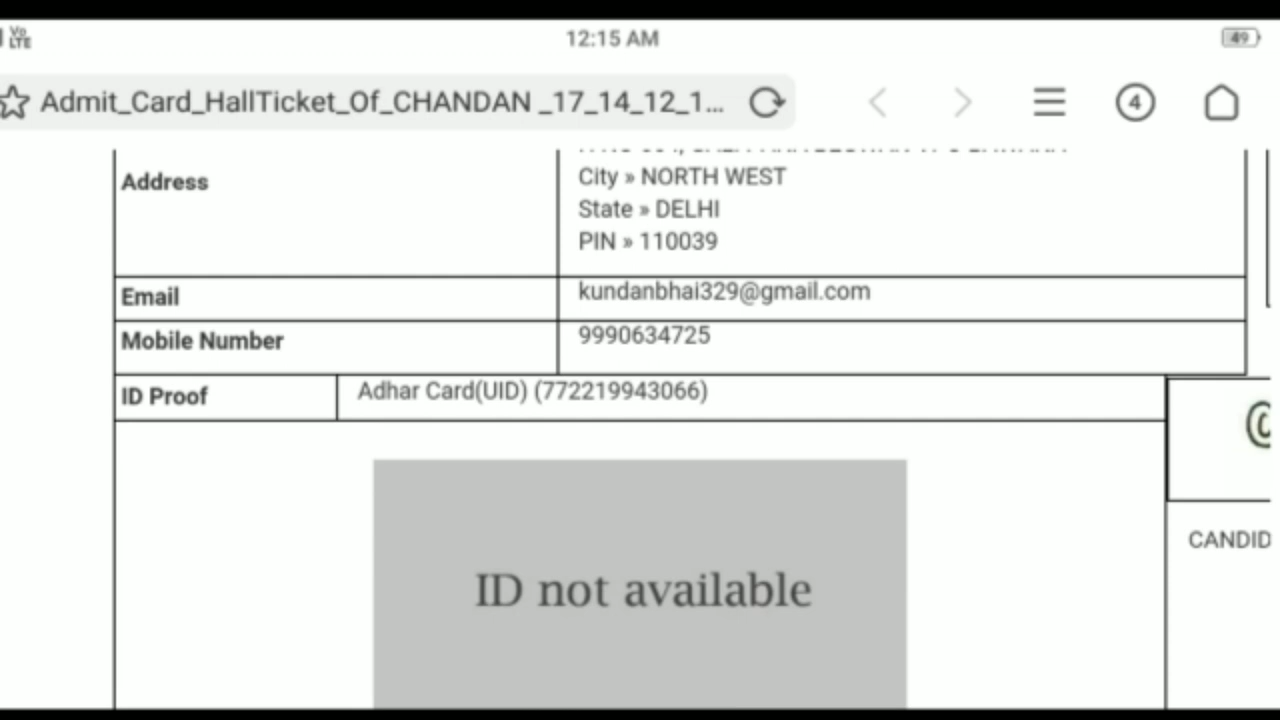 Vo
LTE
12:15 AM
49
Admit_Card_HallTicket_Of_CHANDAN _17_14_12_1...
4
Address
City » NORTH WEST
State » DELHI
PIN » 110039
Email
kundanbhai329@gmail.com
Mobile Number
9990634725
ID Proof
Adhar Card(UID) (772219943066)
@
ID not available
CANDID